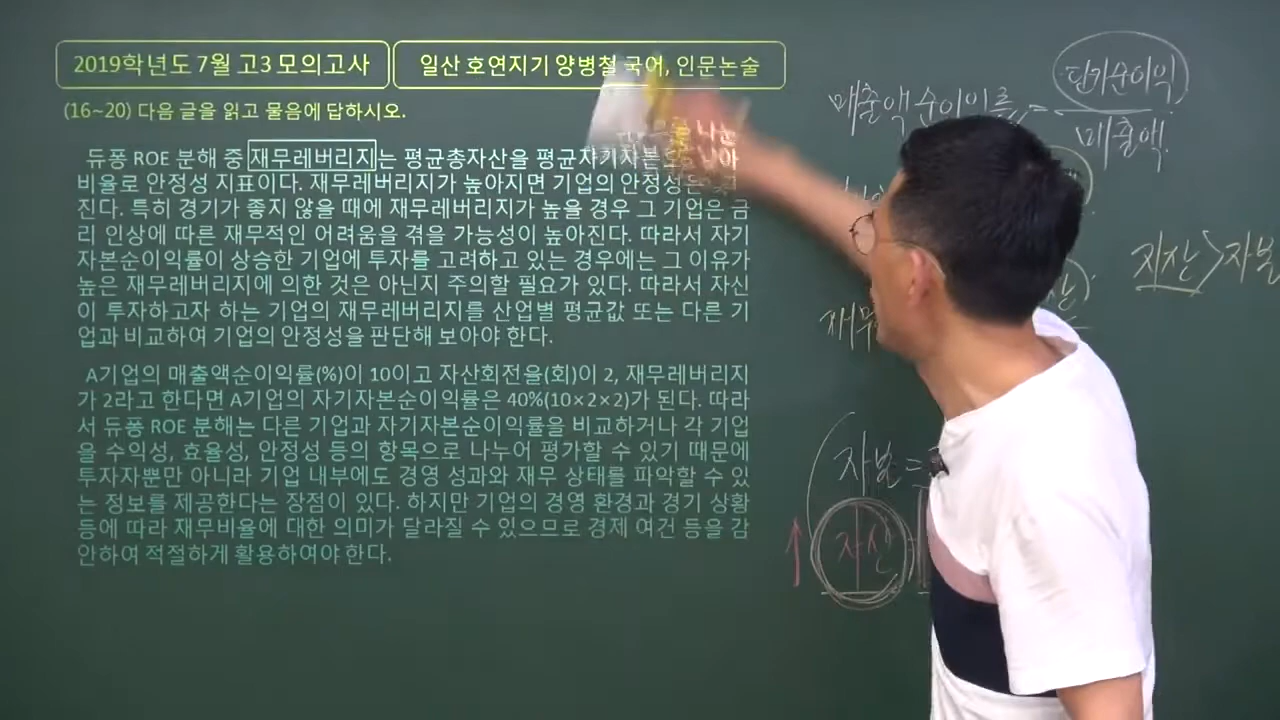 2019학년도 7월 고3 모의고사
일산 호연지기 양병철 국어, 인문논술
(16~20) 다음 글을 읽고 물음에 답하시오.
듀퐁 ROE 분해 중 재무레버리지는 평균총자산을 평균자기자본으로 나눈
비율로 안정성 지표이다. 재무레버리지가 높아지면 기업의 안정성은
진다. 특히 경기가 좋지 않을 때에 재무레버리지가 높을 경우 그 기업은 금
리 인상에 따른 재무적인 어려움을 겪을 가능성이 높아진다. 따라서 자기
자본순이익률이 상승한 기업에 투자를 고려하고 있는 경우에는 그 이유가
높은 재무레버리지에 의한 것은 아닌지 주의할 필요가 있다. 따라서 자신
이 투자하고자 하는 기업의 재무레버리지를 산업별 평균값 또는 다른 기
업과 비교하여 기업의 안정성을 판단해 보아야 한다.
A기업의 매출액순이익률(%)이 10이고 자산회전율(회)이 2, 재무레버리지
가 2라고 한다면 A기업의 자기자본순이익률은 40%(10×2×2)가 된다. 따라
서 듀퐁 ROE 분해는 다른 기업과 자기자본순이익률을 비교하거나 각 기업
을 수익성, 효율성, 안정성 등의 항목으로 나누어 평가할 수 있기 때문에
투자자뿐만 아니라 기업 내부에도 경영 성과와 재무 상태를 파악할 수 있
는 정보를 제공한다는 장점이 있다. 하지만 기업의 경영 환경과 경기 상황
등에 따라 재무비율에 대한 의미가 달라질 수 있으므로 경제 여건 등을 감
안하여 적절하게 활용하여야 한다.
매출액 순이익률 = 당기순이익
매출액
자산 > 자본
자본 =
자산